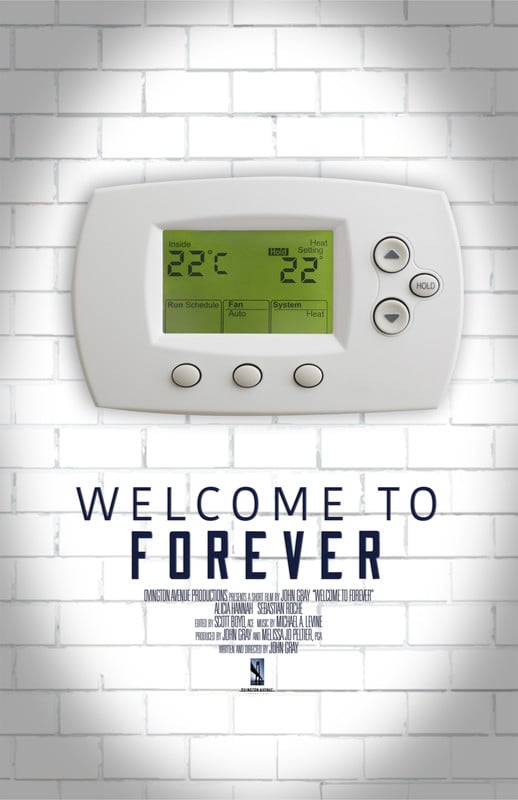 Inside
Heat
Hold Setting
22°C 22°
Run Schedule Fan System
Auto Heat
HOLD
WELCOME TO
FOREVER
OVINGTON AVENUE PRODUCTIONS PRESENTS A SHORT FILM BY JOHN GRAY "WELCOME TO FOREVER"
ALICIA HANNAH SEBASTIAN ROCHE
EDITED BY SCOTT BOYD, ACE MUSIC BY MICHAEL A. LEVINE
PRODUCED BY JOHN GRAY AND MELISSA JO PELTIER, PGA
WRITTEN AND DIRECTED BY JOHN GRAY
OVINGTON AVENUE